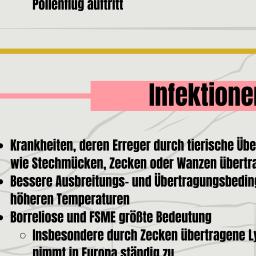 Pollenflug auftritt
Infektione
• Krankheiten, deren Erreger durch tierische Übe
wie Stechmücken, Zecken oder Wanzen übertra
• Bessere Ausbreitungs- und Übertragungsbeding
höheren Temperaturen
• Borreliose und FSME größte Bedeutung
○ Insbesondere durch Zecken übertragene Ly
nimmt in Europa ständig zu